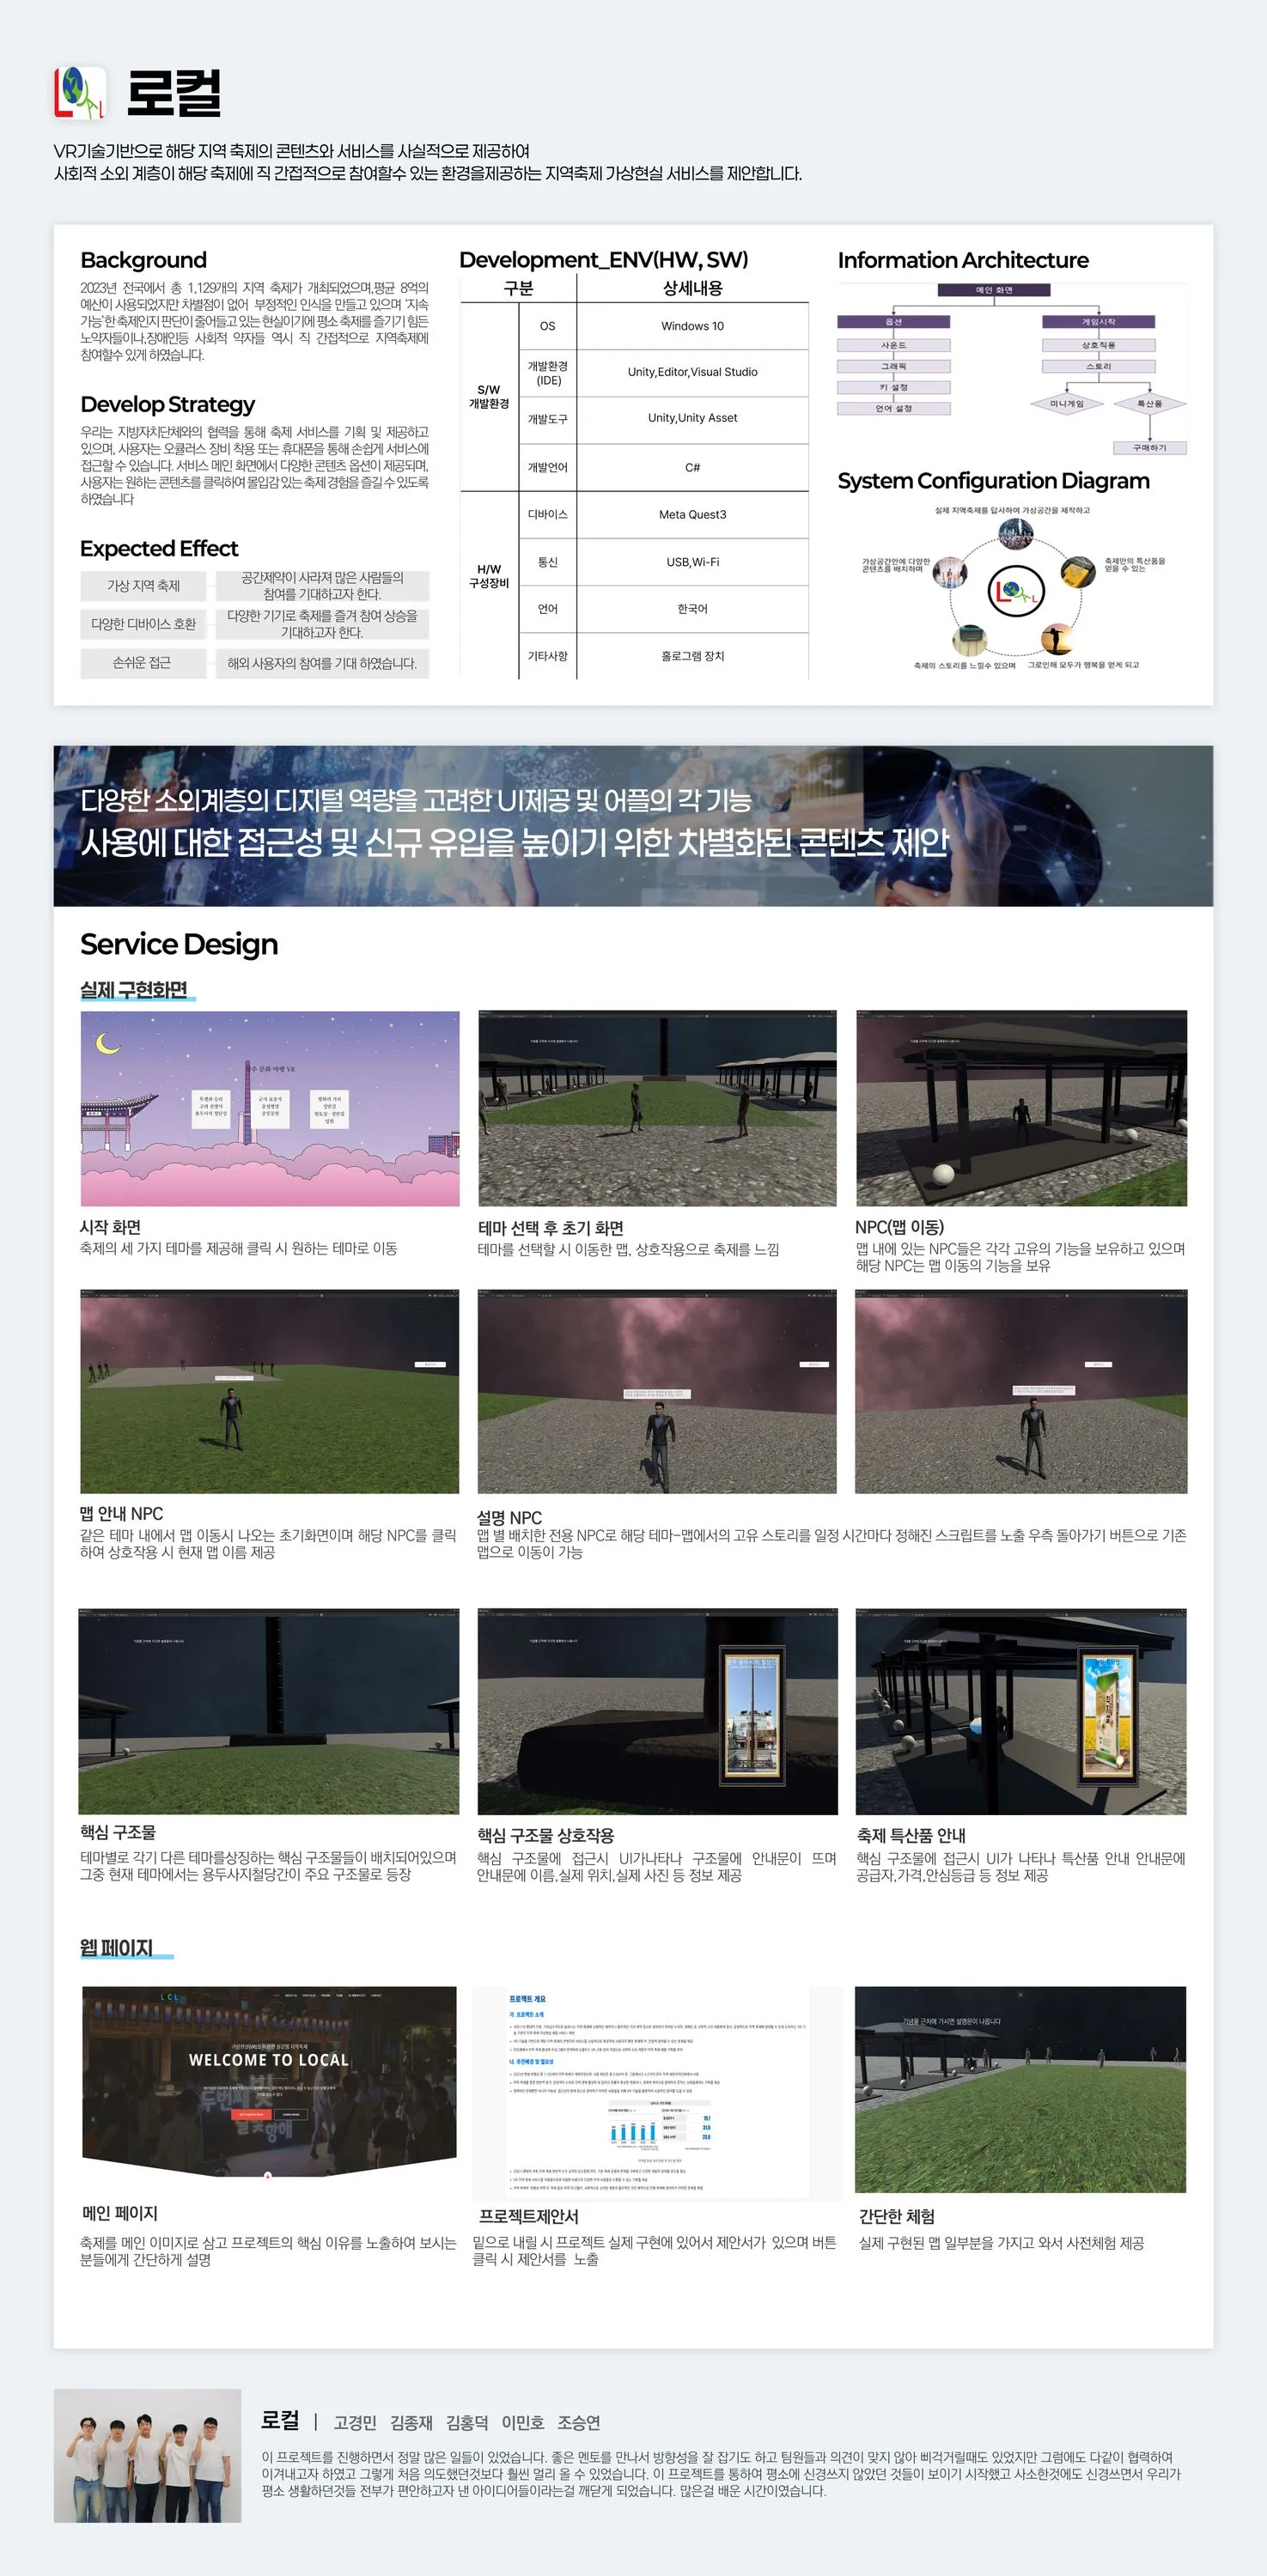 로컬
VR기술기반으로 해당 지역 축제의 콘텐츠와 서비스를 사실적으로 제공하여
사회적 소외 계층이 해당 축제에 직 간접적으로 참여할수 있는 환경을제공하는 지역축제 가상현실 서비스를 제안합니다.
Background
2023년 전국에서 총 1,129개의 지역 축제가 개최되었으며,평균 8억의
예산이 사용되었지만 차별점이 없어 부정적인 인식을 만들고 있으며 '지속
가능'한 축제인지 판단이 줄어들고 있는 현실이기에 평소 축제를 즐기기 힘든
노약자들이나,장애인등 사회적 약자들 역시 직 간접적으로 지역축제에
참여할수 있게 하였습니다.
Develop Strategy
우리는 지방자치단체와의 협력을 통해 축제 서비스를 기획 및 제공하고
있으며, 사용자는 오큘러스 장비 착용 또는 휴대폰을 통해 손쉽게 서비스에
접근할 수 있습니다. 서비스 메인 화면에서 다양한 콘텐츠 옵션이 제공되며,
사용자는 원하는 콘텐츠를 클릭하여 몰입감 있는 축제 경험을 즐길 수 있도록
하였습니다
Expected Effect
가상 지역 축제
공간제약이 사라져 많은 사람들의
참여를 기대하고자 한다.
다양한 디바이스 호환
다양한 기기로 축제를 즐겨 참여 상승을
기대하고자 한다.
손쉬운 접근
해외 사용자의 참여를 기대 하였습니다.
Development_ENV(HW, SW)
구분 상세내용
S/W
개발환경
OS Windows 10
개발환경
(IDE)
Unity,Editor,Visual Studio
개발도구 Unity,Unity Asset
개발언어 C#
H/W
구성장비
디바이스 Meta Quest3
통신 USB,Wi-Fi
언어 한국어
기타사항 홀로그램 장치
Information Architecture
메인 화면
옵션 게임시작
사운드 상호작용
그래픽 스토리
키 설정
미니게임 특산품
언어 설정
구매하기
System Configuration Diagram
실제 지역축제를 답사하여 가상공간을 제작하고
가상공간안에 다양한
콘텐츠를 배치하며
축제만의 특산품을
얻을 수 있는
축제의 스토리를 느낄수 있으며
그로인해 모두가 행복을 얻게 되고
다양한 소외계층의 디지털 역량을 고려한 UI제공 및 어플의 각 기능
사용에 대한 접근성 및 신규 유입을 높이기 위한 차별화된 콘텐츠 제안
Service Design
실제 구현화면
시작 화면
축제의 세 가지 테마를 제공해 클릭 시 원하는 테마로 이동
테마 선택 후 초기 화면
테마를 선택할 시 이동한 맵, 상호작용으로 축제를 느낌
NPC(맵 이동)
맵 내에 있는 NPC들은 각각 고유의 기능을 보유하고 있으며
해당 NPC는 맵 이동의 기능을 보유
맵 안내 NPC
같은 테마 내에서 맵 이동시 나오는 초기화면이며 해당 NPC를 클릭
하여 상호작용 시 현재 맵 이름 제공
설명 NPC
맵 별 배치한 전용 NPC로 해당 테마-맵에서의 고유 스토리를 일정 시간마다 정해진 스크립트를 노출 우측 돌아가기 버튼으로 기존
맵으로 이동이 가능
핵심 구조물
테마별로 각기 다른 테마를상징하는 핵심 구조물들이 배치되어있으며
그중 현재 테마에서는 용두사지철당간이 주요 구조물로 등장
핵심 구조물 상호작용
핵심 구조물에 접근시 UI가나타나 구조물에 안내문이 뜨며
안내문에 이름,실제 위치,실제 사진 등 정보 제공
축제 특산품 안내
핵심 구조물에 접근시 UI가 나타나 특산품 안내 안내문에
공급자,가격,안심등급 등 정보 제공
웹 페이지
LCL
WELCOME TO LOCAL
프로젝트 개요
가. 프로젝트 소개
나. 추진배경 및 필요성
기념물 근처에 가시면 설명문이 나옵니다
메인 페이지
축제를 메인 이미지로 삼고 프로젝트의 핵심 이유를 노출하여 보시는
분들에게 간단하게 설명
프로젝트제안서
밑으로 내릴 시 프로젝트 실제 구현에 있어서 제안서가 있으며 버튼
클릭 시 제안서를 노출
간단한 체험
실제 구현된 맵 일부분을 가지고 와서 사전체험 제공
로컬 | 고경민 김종재 김홍덕 이민호 조승연
이 프로젝트를 진행하면서 정말 많은 일들이 있었습니다. 좋은 멘토를 만나서 방향성을 잘 잡기도 하고 팀원들과 의견이 맞지 않아 삐걱거릴때도 있었지만 그럼에도 다같이 협력하여
이겨내고자 하였고 그렇게 처음 의도했던것보다 훨씬 멀리 올 수 있었습니다. 이 프로젝트를 통하여 평소에 신경쓰지 않았던 것들이 보이기 시작했고 사소한것에도 신경쓰면서 우리가
평소 생활하던것들 전부가 편안하고자 낸 아이디어들이라는걸 깨닫게 되었습니다. 많은걸 배운 시간이였습니다.